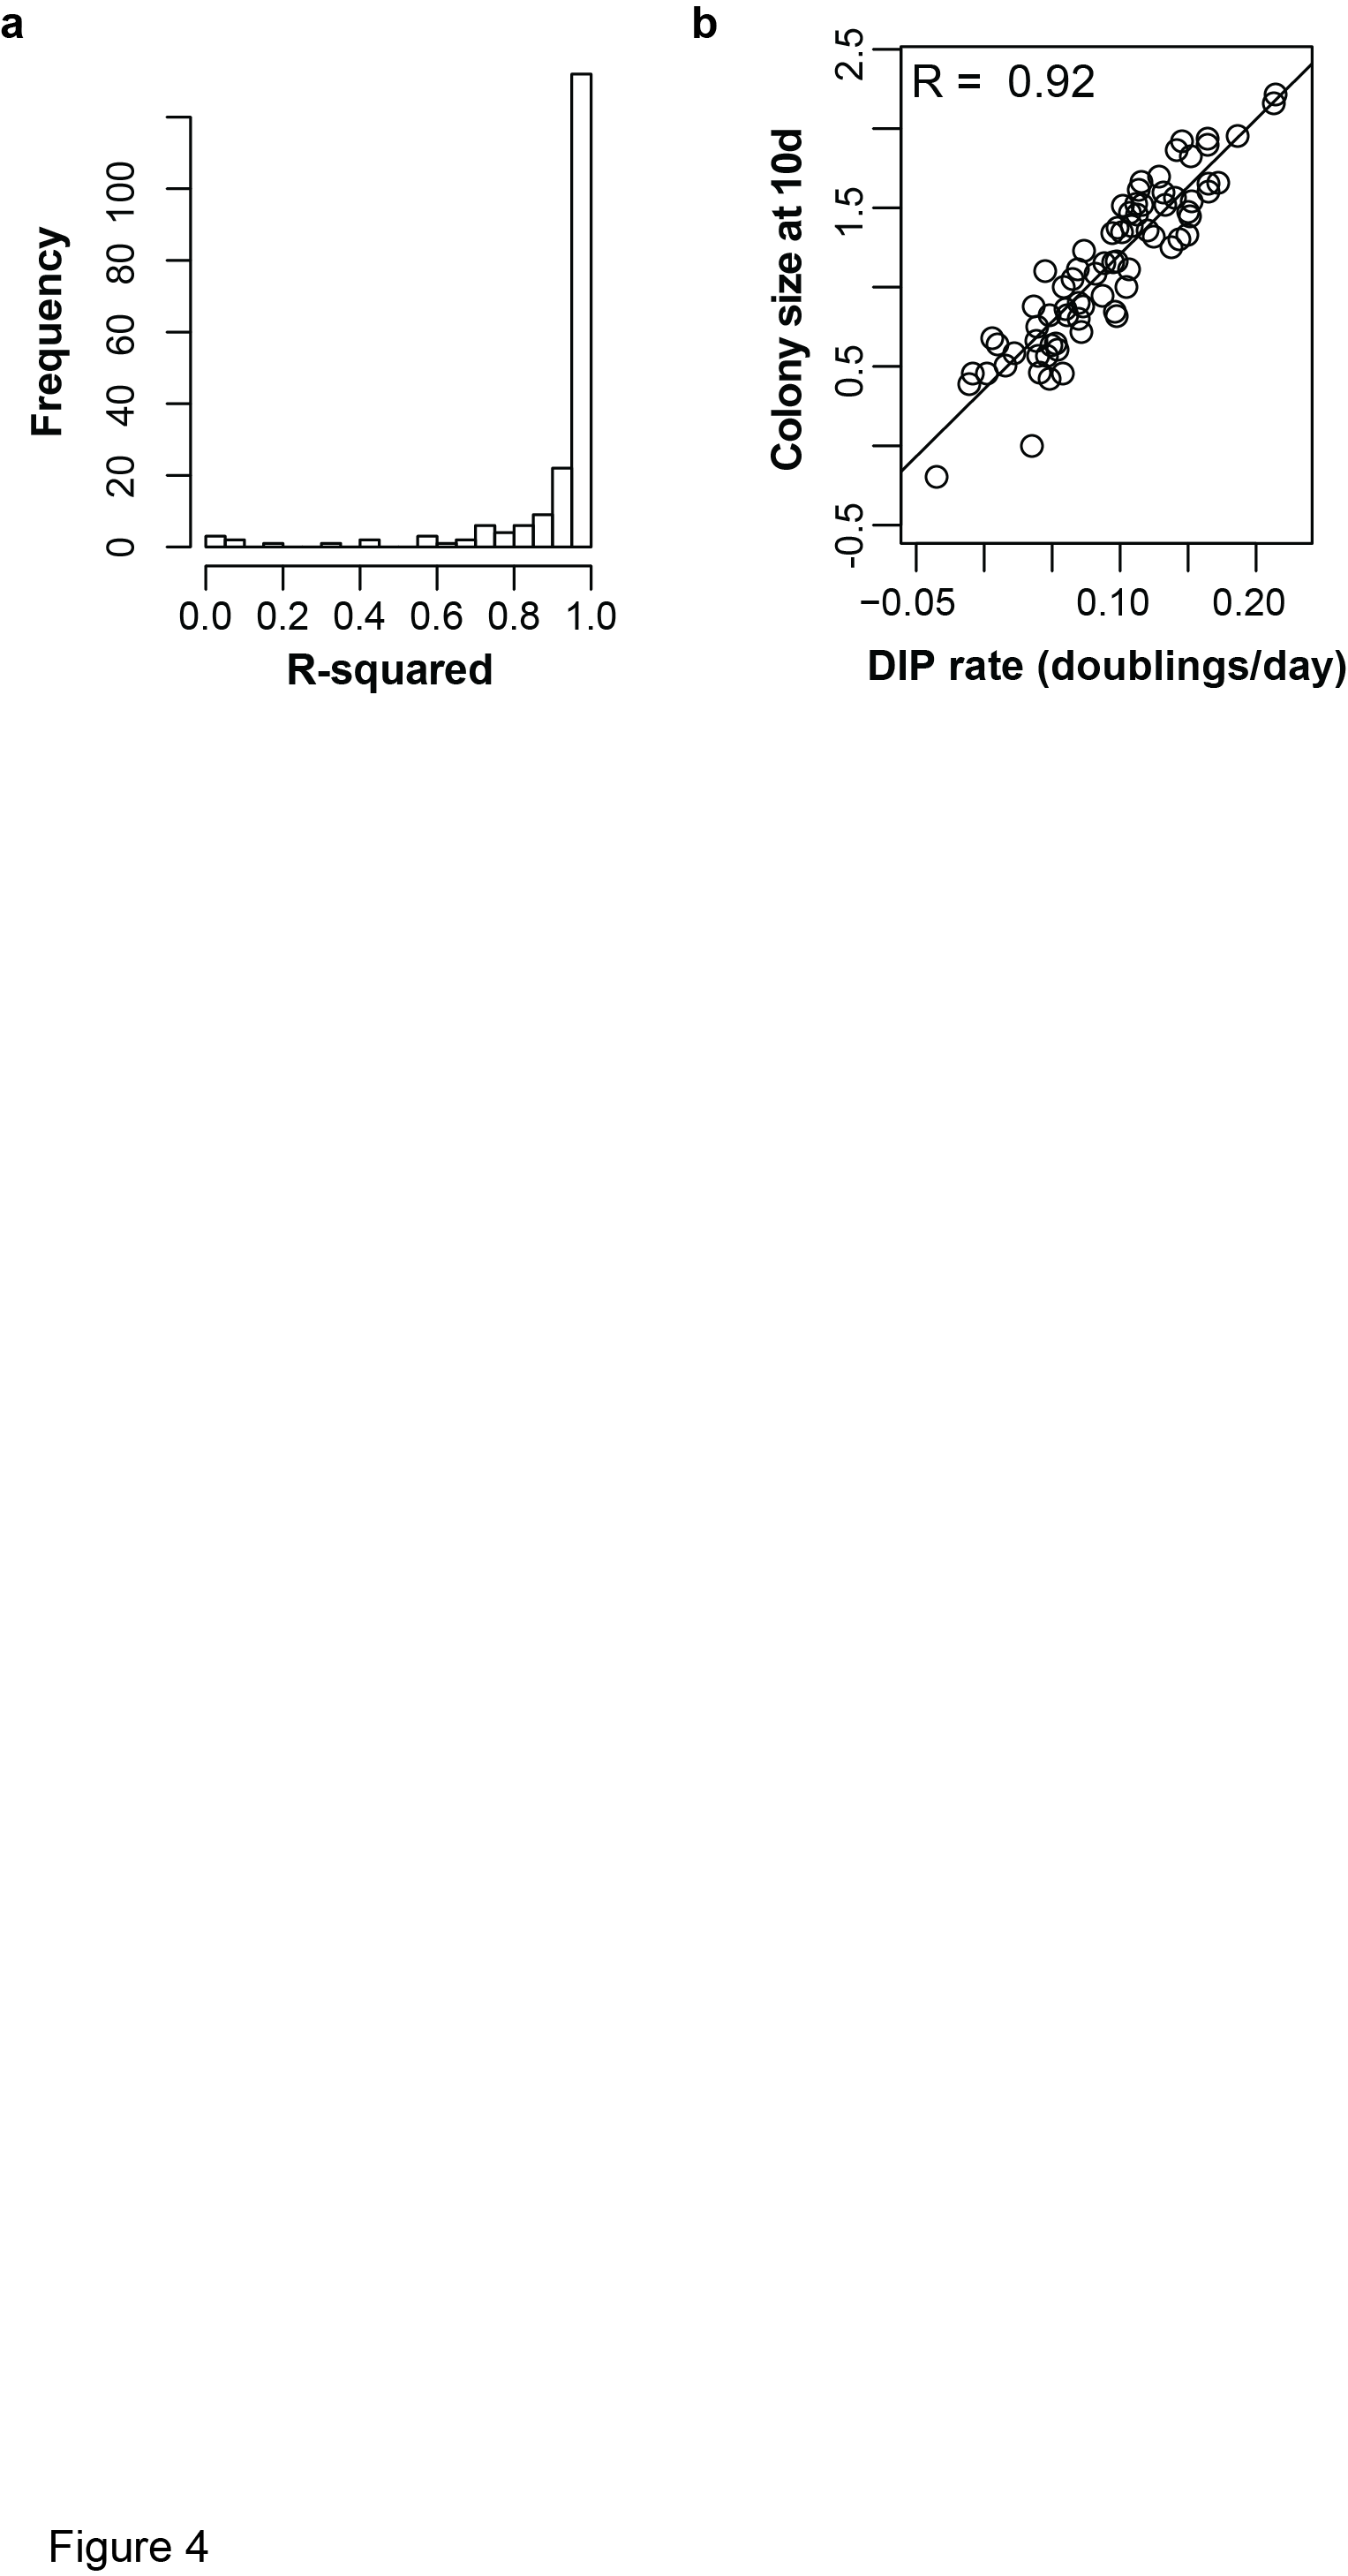 a
Frequency
0 20 40 60 80 100
0.0 0.2 0.4 0.6 0.8 1.0
R-squared
b
R = 0.92
Colony size at 10d
-0.5 0.5 1.5 2.5
−0.05 0.10 0.20
DIP rate (doublings/day)
Figure 4